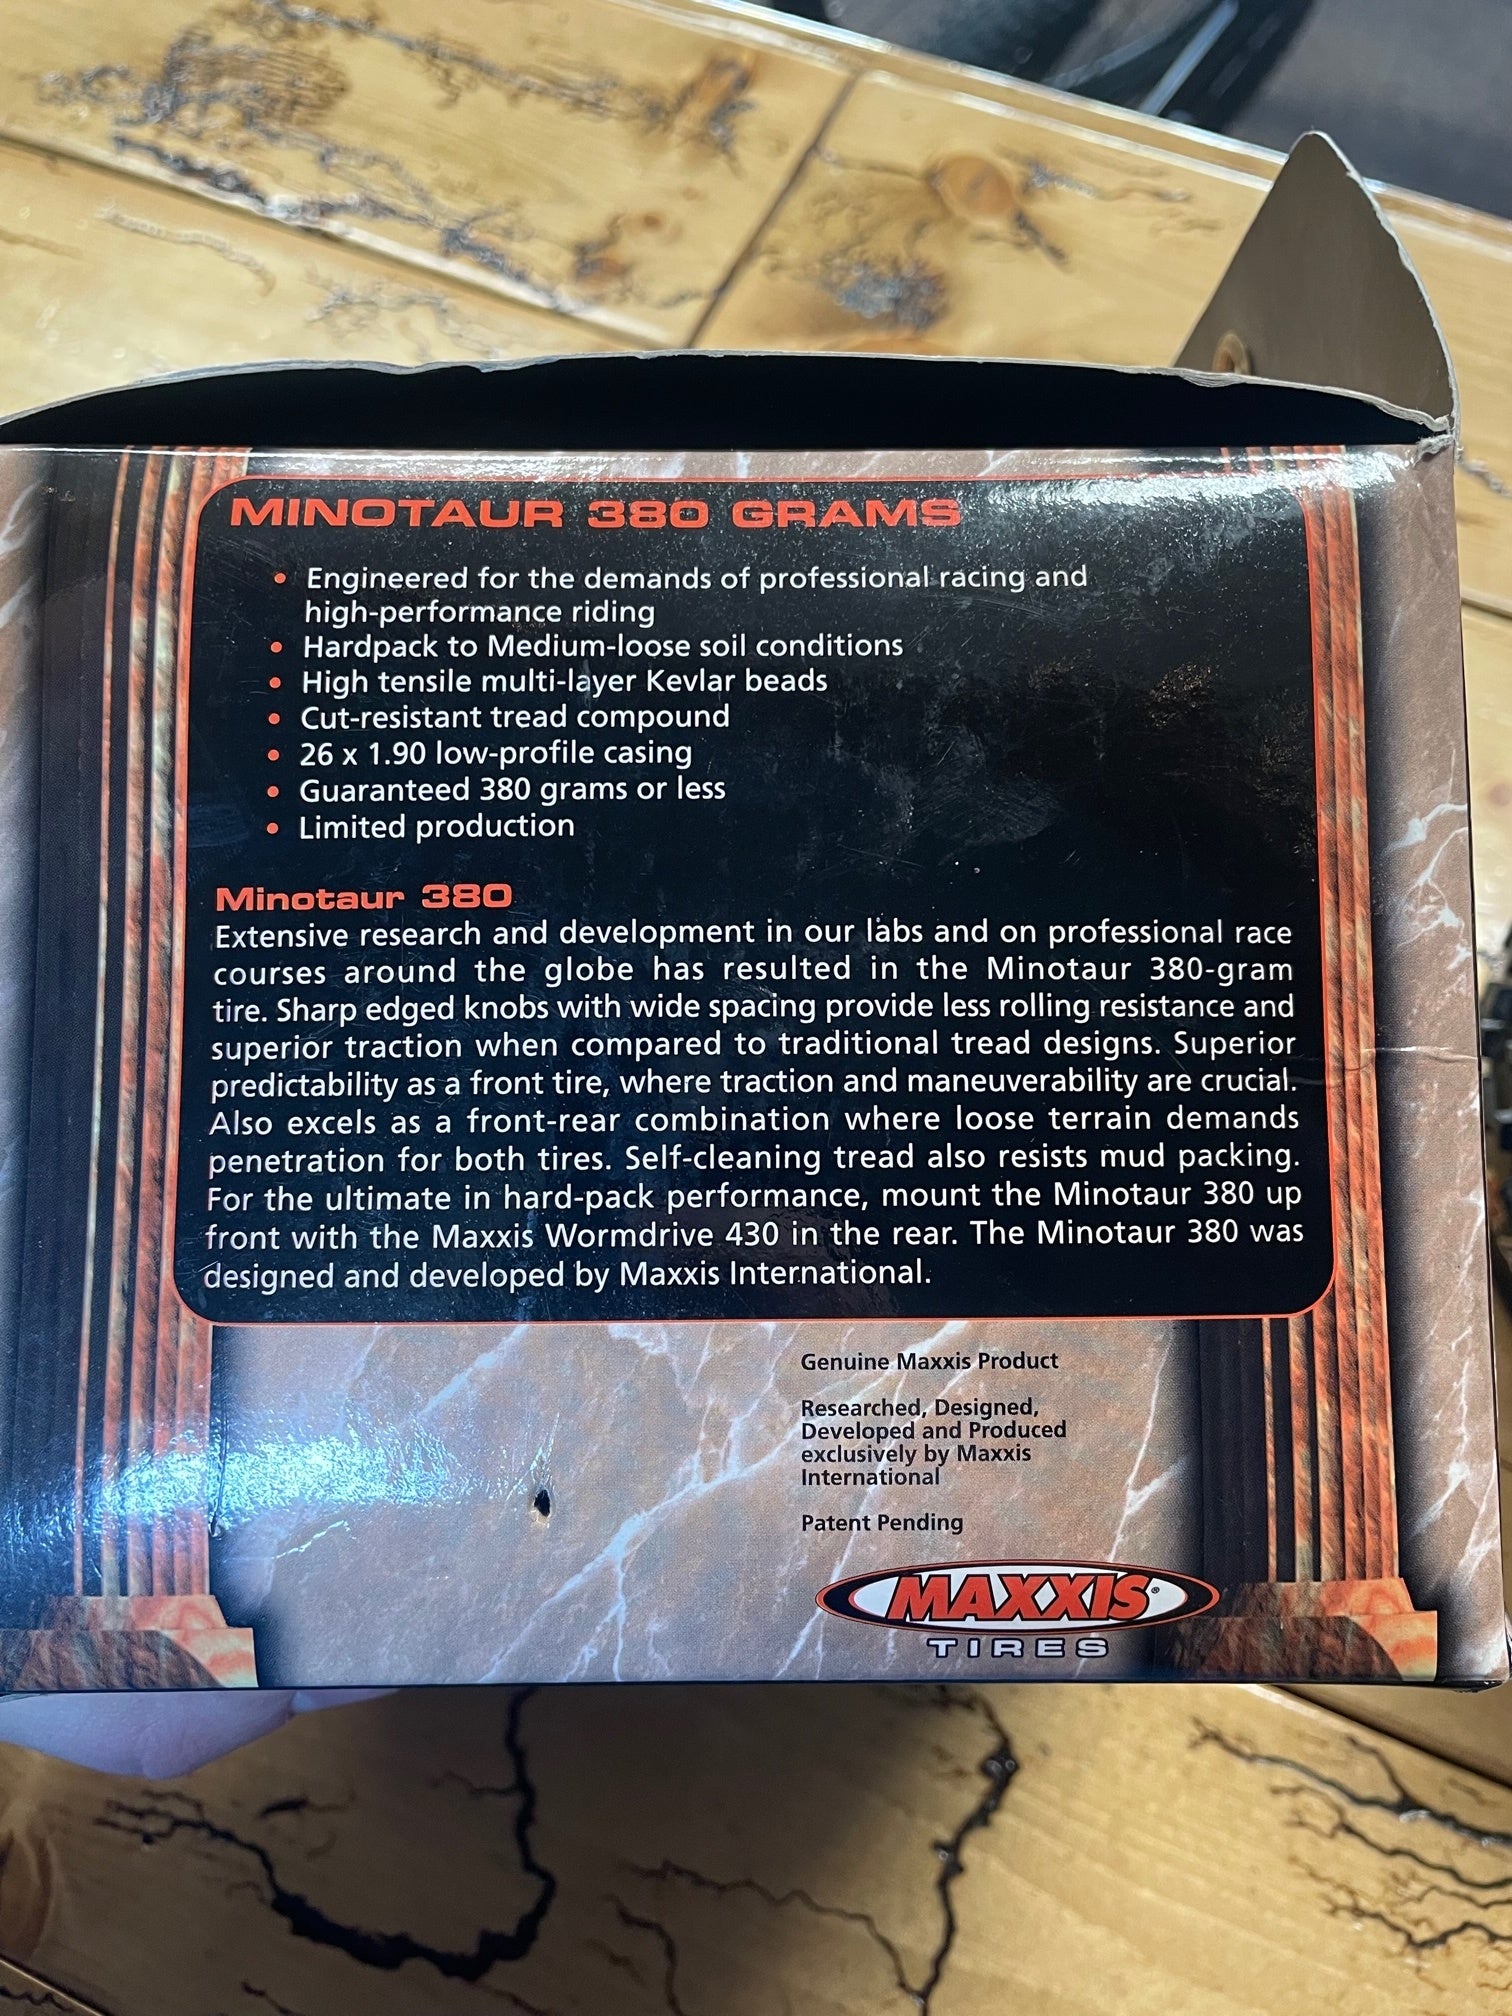 MINOTAUR 380 GRAMS
• Engineered for the demands of professional racing and
high-performance riding
• Hardpack to Medium-loose soil conditions
• High tensile multi-layer Kevlar beads
• Cut-resistant tread compound
• 26 x 1.90 low-profile casing
• Guaranteed 380 grams or less
• Limited production
Minotaur 380
Extensive research and development in our labs and on professional race
courses around the globe has resulted in the Minotaur 380-gram
tire. Sharp edged knobs with wide spacing provide less rolling resistance and
superior traction when compared to traditional tread designs. Superior
predictability as a front tire, where traction and maneuverability are crucial.
Also excels as a front-rear combination where loose terrain demands
penetration for both tires. Self-cleaning tread also resists mud packing.
For the ultimate in hard-pack performance, mount the Minotaur 380 up
front with the Maxxis Wormdrive 430 in the rear. The Minotaur 380 was
designed and developed by Maxxis International.
Genuine Maxxis Product
Researched, Designed,
Developed and Produced
exclusively by Maxxis
International
Patent Pending
MAXXIS®
TIRES